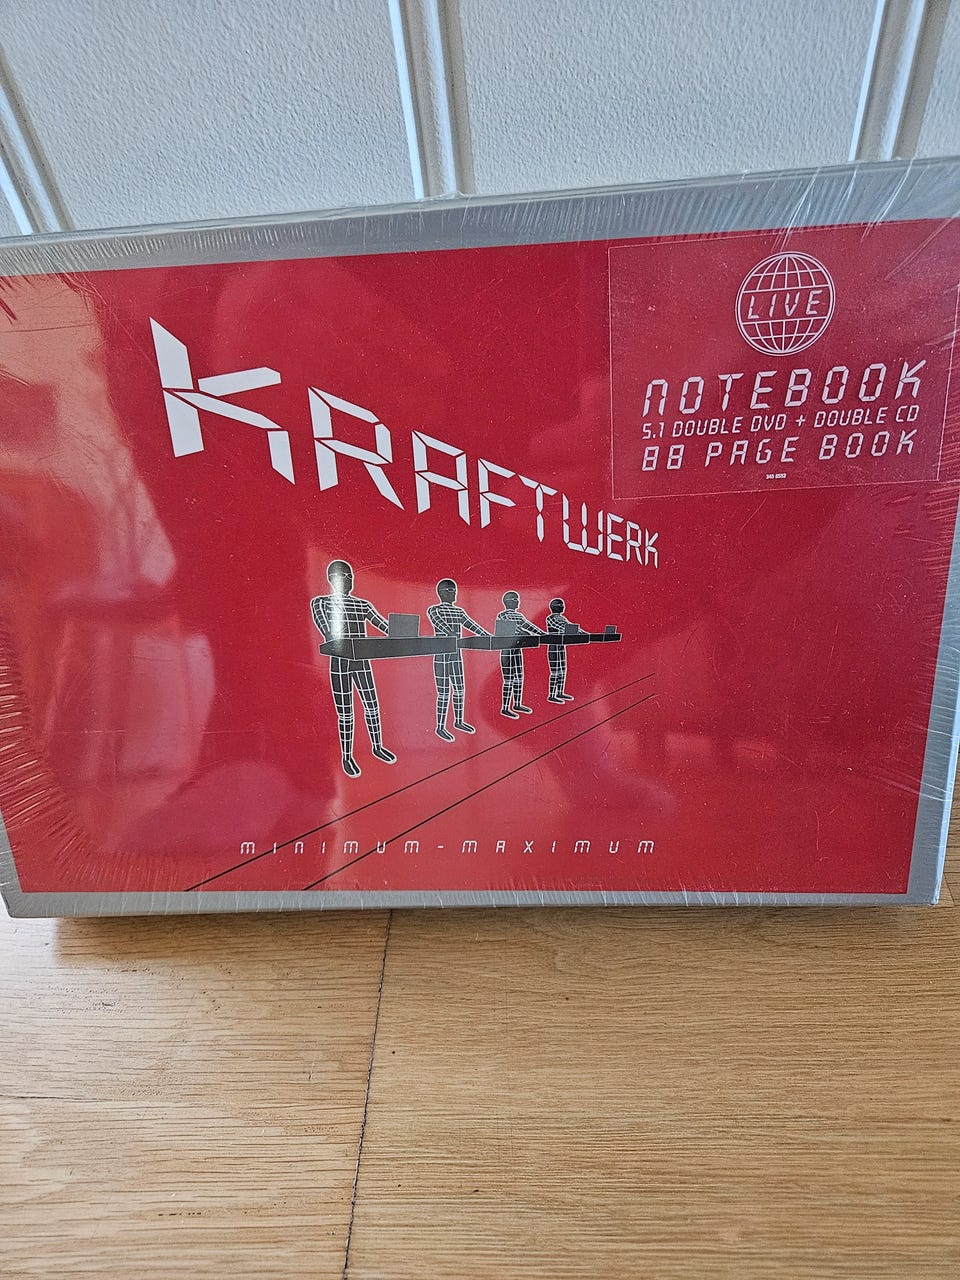 LIVE
NOTEBOOK
5.1 DOUBLE DVD + DOUBLE CD
88 PAGE BOOK
KRAFTWERK
MINIMUM-MAXIMUM